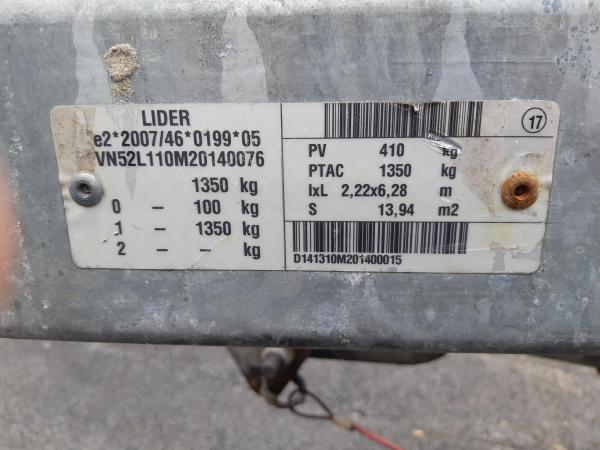 LIDER
e2*2007/46*0199*05
VN52L110M20140076
1350 kg
0 – 100 kg
1 – 1350 kg
2 – – kg
17
PV 410 kg
PTAC 1350 kg
lxL 2,22x6,28 m
S 13,94 m2
D141310M201400015